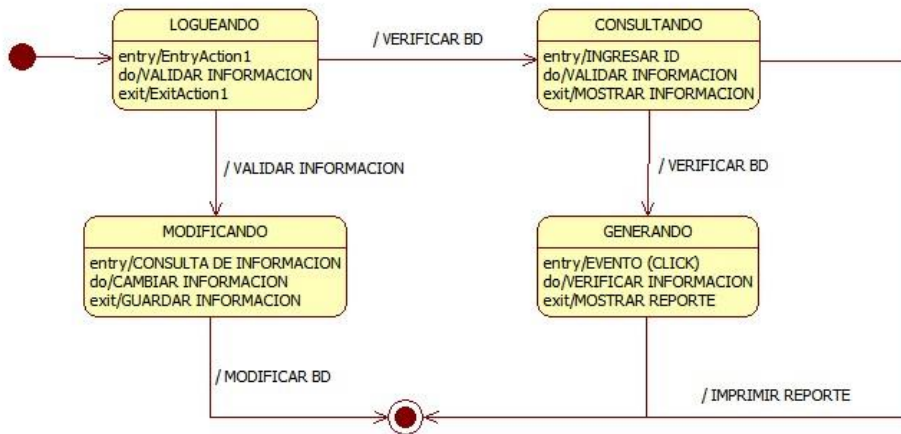 LOGUEANDO
entry/EntryAction1
do/VALIDAR INFORMACION
exit/ExitAction1
/ VERIFICAR BD
CONSULTANDO
entry/INGRESAR ID
do/VALIDAR INFORMACION
exit/MOSTRAR INFORMACION
/ VALIDAR INFORMACION
/ VERIFICAR BD
MODIFICANDO
entry/CONSULTA DE INFORMACION
do/CAMBIAR INFORMACION
exit/GUARDAR INFORMACION
GENERANDO
entry/EVENTO (CLICK)
do/VERIFICAR INFORMACION
exit/MOSTRAR REPORTE
/ MODIFICAR BD
/ IMPRIMIR REPORTE